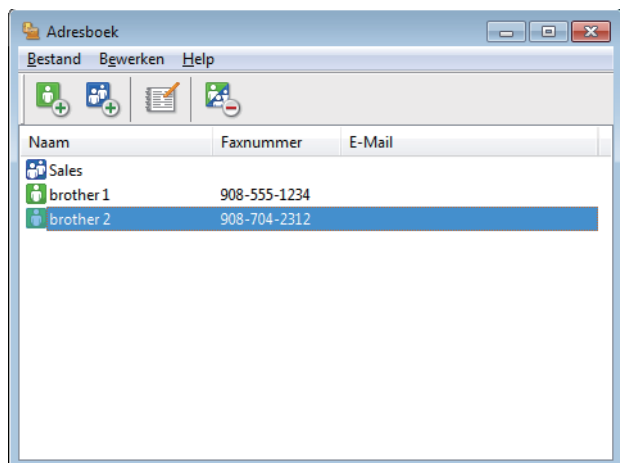 Adresboek
Bestand Bewerken Help
Naam Faxnummer E-Mail
Sales
brother 1 908-555-1234
brother 2 908-704-2312